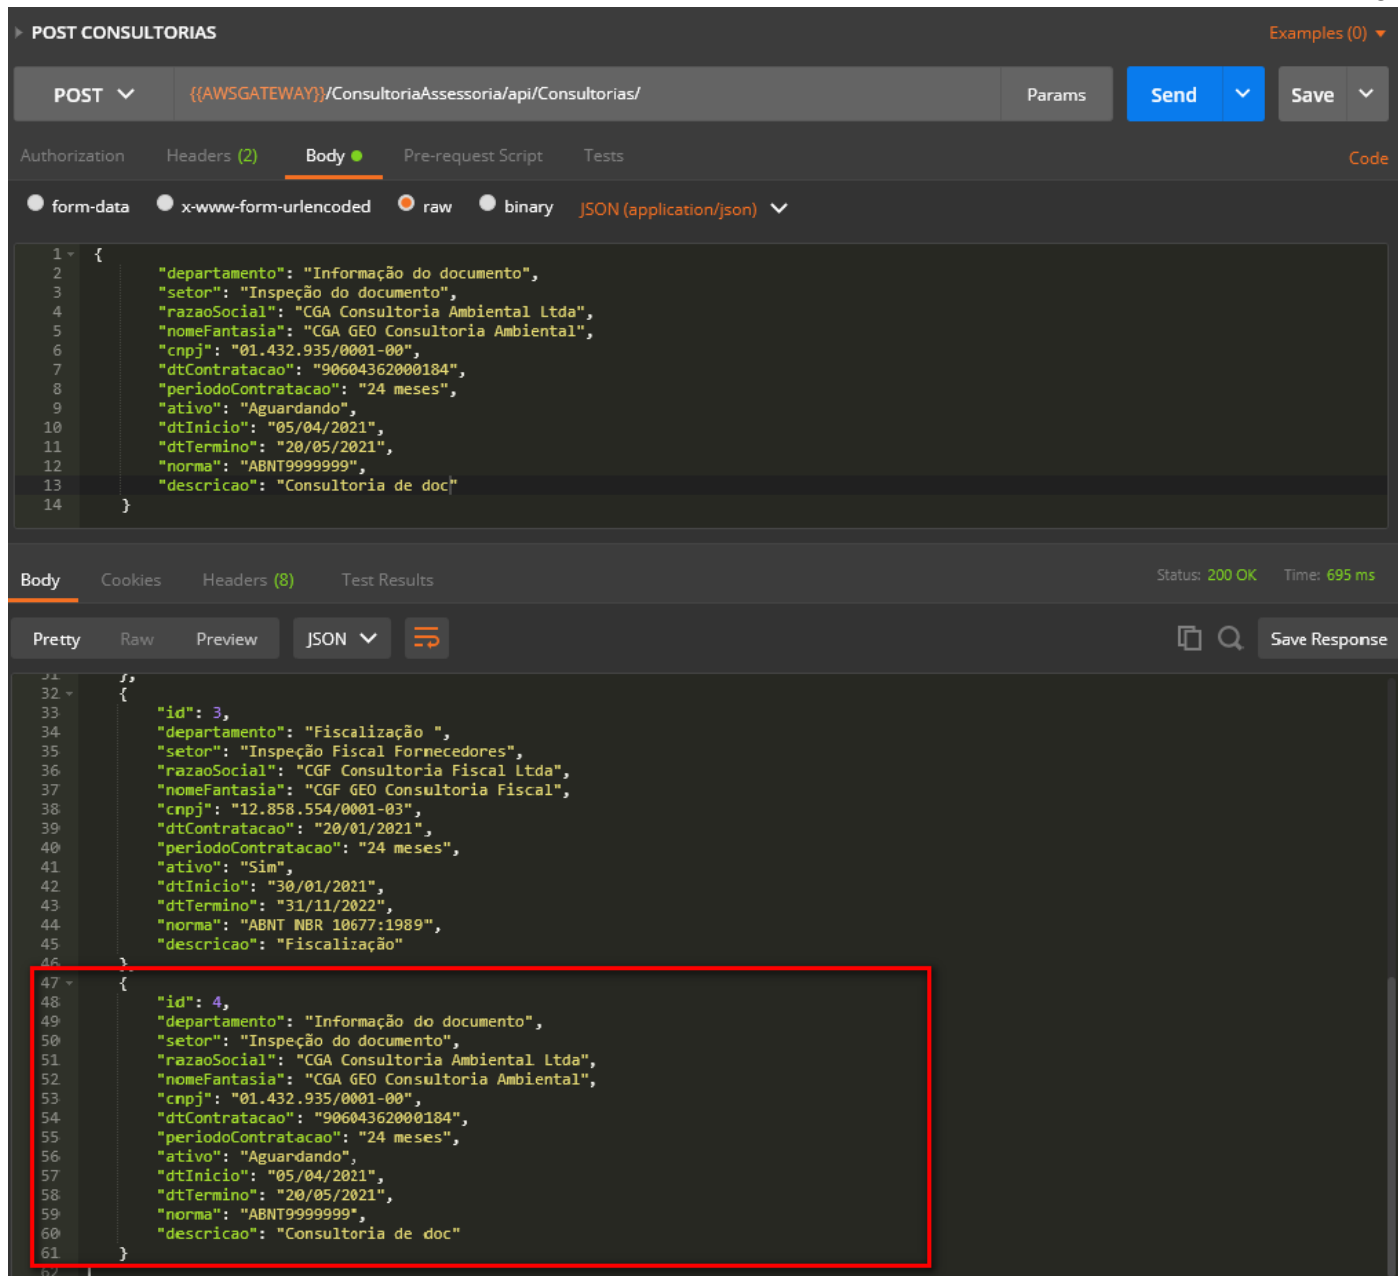 POST CONSULTORIAS
Examples (0)
POST {{AWSGATEWAY}}/ConsultoriaAssessoria/api/Consultorias/ Params Send Save
Authorization Headers (2) Body Pre-request Script Tests Code
form-data x-www-form-urlencoded raw binary JSON (application/json)
1 {
2 "departamento": "Informação do documento",
3 "setor": "Inspeção do documento",
4 "razaoSocial": "CGA Consultoria Ambiental Ltda",
5 "nomeFantasia": "CGA GEO Consultoria Ambiental",
6 "cnpj": "01.432.935/0001-00",
7 "dtContratacao": "90604362000184",
8 "periodoContratacao": "24 meses",
9 "ativo": "Aguardando",
10 "dtInicio": "05/04/2021",
11 "dtTermino": "20/05/2021",
12 "norma": "ABNT9999999",
13 "descricao": "Consultoria de doc"
14 }
Body Cookies Headers (8) Test Results Status: 200 OK Time: 695 ms
Pretty Raw Preview JSON Save Response
31 },
32 {
33 "id": 3,
34 "departamento": "Fiscalização ",
35 "setor": "Inspeção Fiscal Fornecedores",
36 "razaoSocial": "CGF Consultoria Fiscal Ltda",
37 "nomeFantasia": "CGF GEO Consultoria Fiscal",
38 "cnpj": "12.858.554/0001-03",
39 "dtContratacao": "20/01/2021",
40 "periodoContratacao": "24 meses",
41 "ativo": "Sim",
42 "dtInicio": "30/01/2021",
43 "dtTermino": "31/11/2022",
44 "norma": "ABNT NBR 10677:1989",
45 "descricao": "Fiscalização"
46 },
47 {
48 "id": 4,
49 "departamento": "Informação do documento",
50 "setor": "Inspeção do documento",
51 "razaoSocial": "CGA Consultoria Ambiental Ltda",
52 "nomeFantasia": "CGA GEO Consultoria Ambiental",
53 "cnpj": "01.432.935/0001-00",
54 "dtContratacao": "90604362000184",
55 "periodoContratacao": "24 meses",
56 "ativo": "Aguardando",
57 "dtInicio": "05/04/2021",
58 "dtTermino": "20/05/2021",
59 "norma": "ABNT9999999",
60 "descricao": "Consultoria de doc"
61 }
62 ]